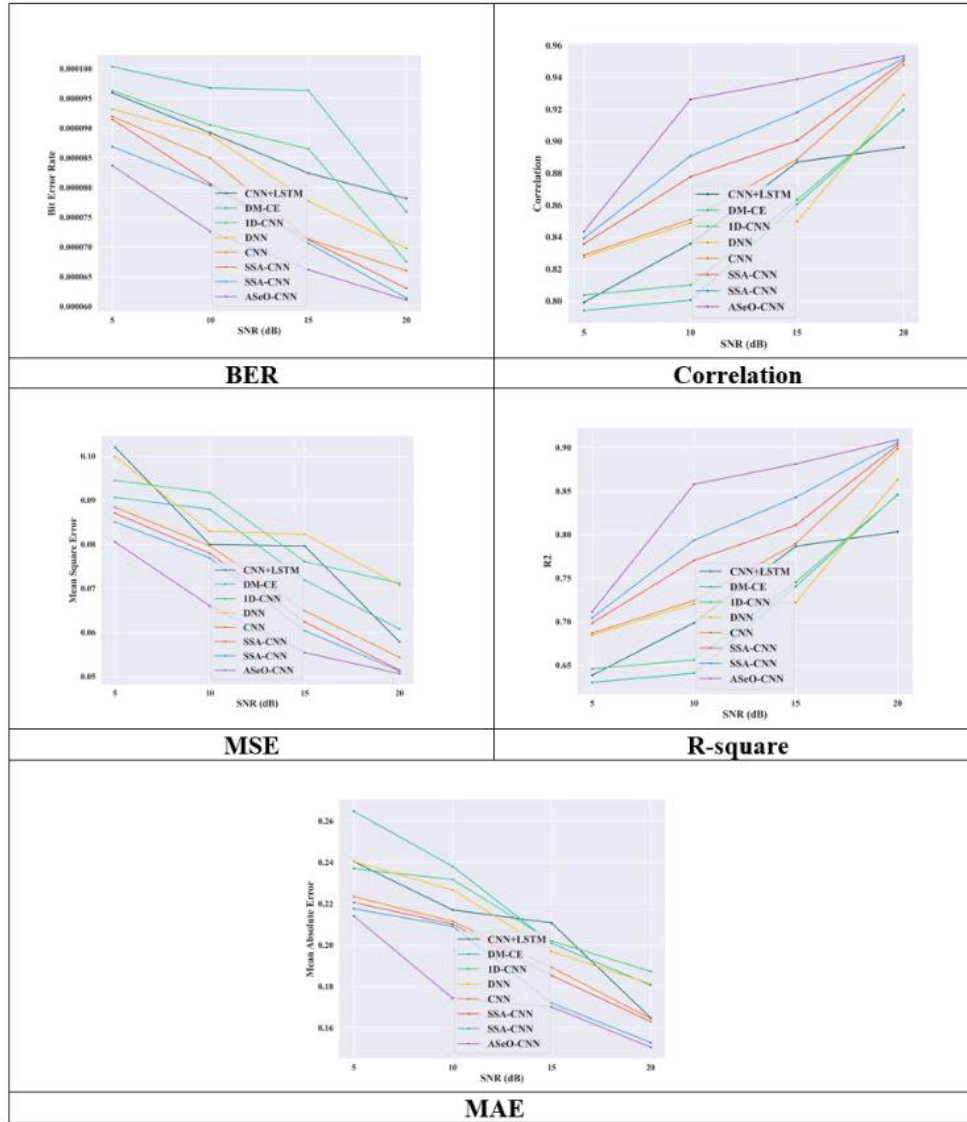 0.000100
0.000095
0.000090
0.000085
0.000080
0.000075
0.000070
0.000065
0.000060
Bit Error Rate
CNN+LSTM
DM-CE
1D-CNN
DNN
CNN
SSA-CNN
SSA-CNN
ASeO-CNN
5 10 15 20
SNR (dB)
BER
0.96
0.94
0.92
0.90
0.88
0.86
0.84
0.82
0.80
Correlation
CNN+LSTM
DM-CE
1D-CNN
DNN
CNN
SSA-CNN
SSA-CNN
ASeO-CNN
5 10 15 20
SNR (dB)
Correlation
0.10
0.09
0.08
0.07
0.06
0.05
Mean Square Error
CNN+LSTM
DM-CE
1D-CNN
DNN
CNN
SSA-CNN
SSA-CNN
ASeO-CNN
5 10 15 20
SNR (dB)
MSE
0.90
0.85
0.80
0.75
0.70
0.65
R2
CNN+LSTM
DM-CE
1D-CNN
DNN
CNN
SSA-CNN
SSA-CNN
ASeO-CNN
5 10 15 20
SNR (dB)
R-square
0.26
0.24
0.22
0.20
0.18
0.16
Mean Absolute Error
CNN+LSTM
DM-CE
1D-CNN
DNN
CNN
SSA-CNN
SSA-CNN
ASeO-CNN
5 10 15 20
SNR (dB)
MAE